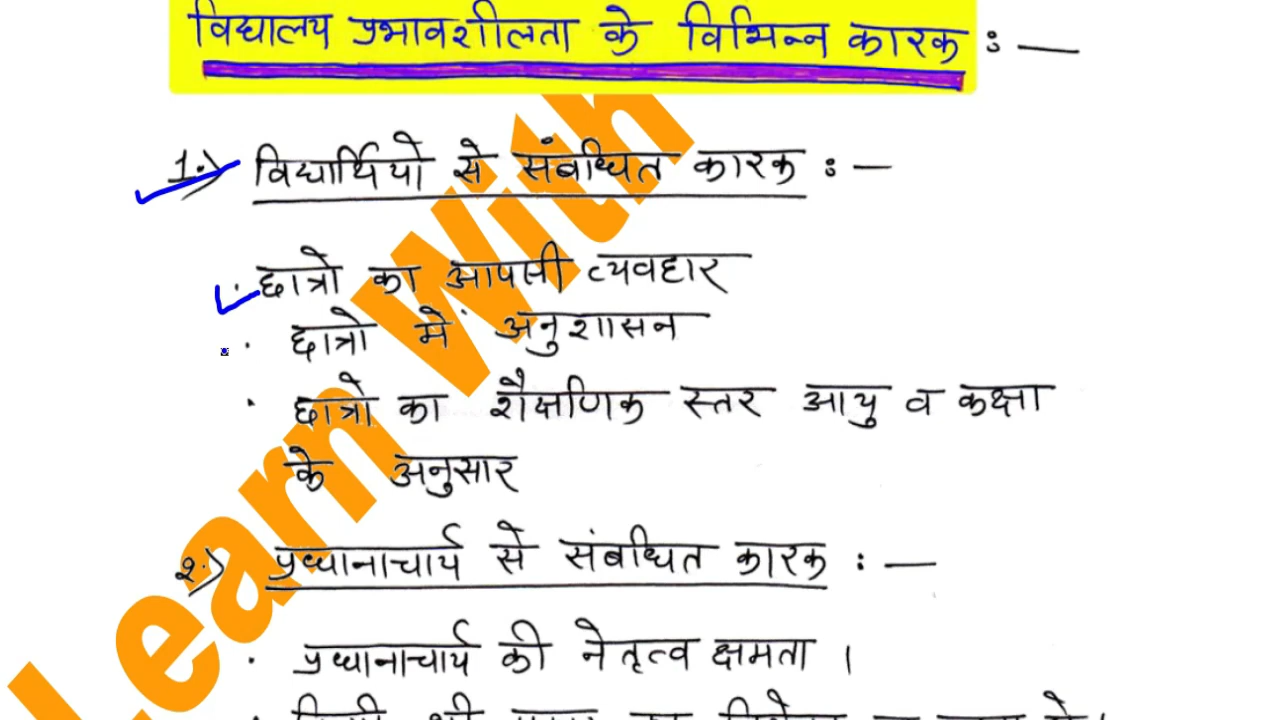 विद्यालय प्रभावशीलता के विभिन्न कारक : —
1.) विद्यार्थियो से संबंधित कारक : —
· छात्रो का आपसी व्यवहार
· छात्रो में अनुशासन
· छात्रो का शैक्षणिक स्तर आयु व कक्षा
के अनुसार
२.) प्रधानाचार्य से संबंधित कारक : —
· प्रधानाचार्य की नेतृत्व क्षमता ।
Learn With